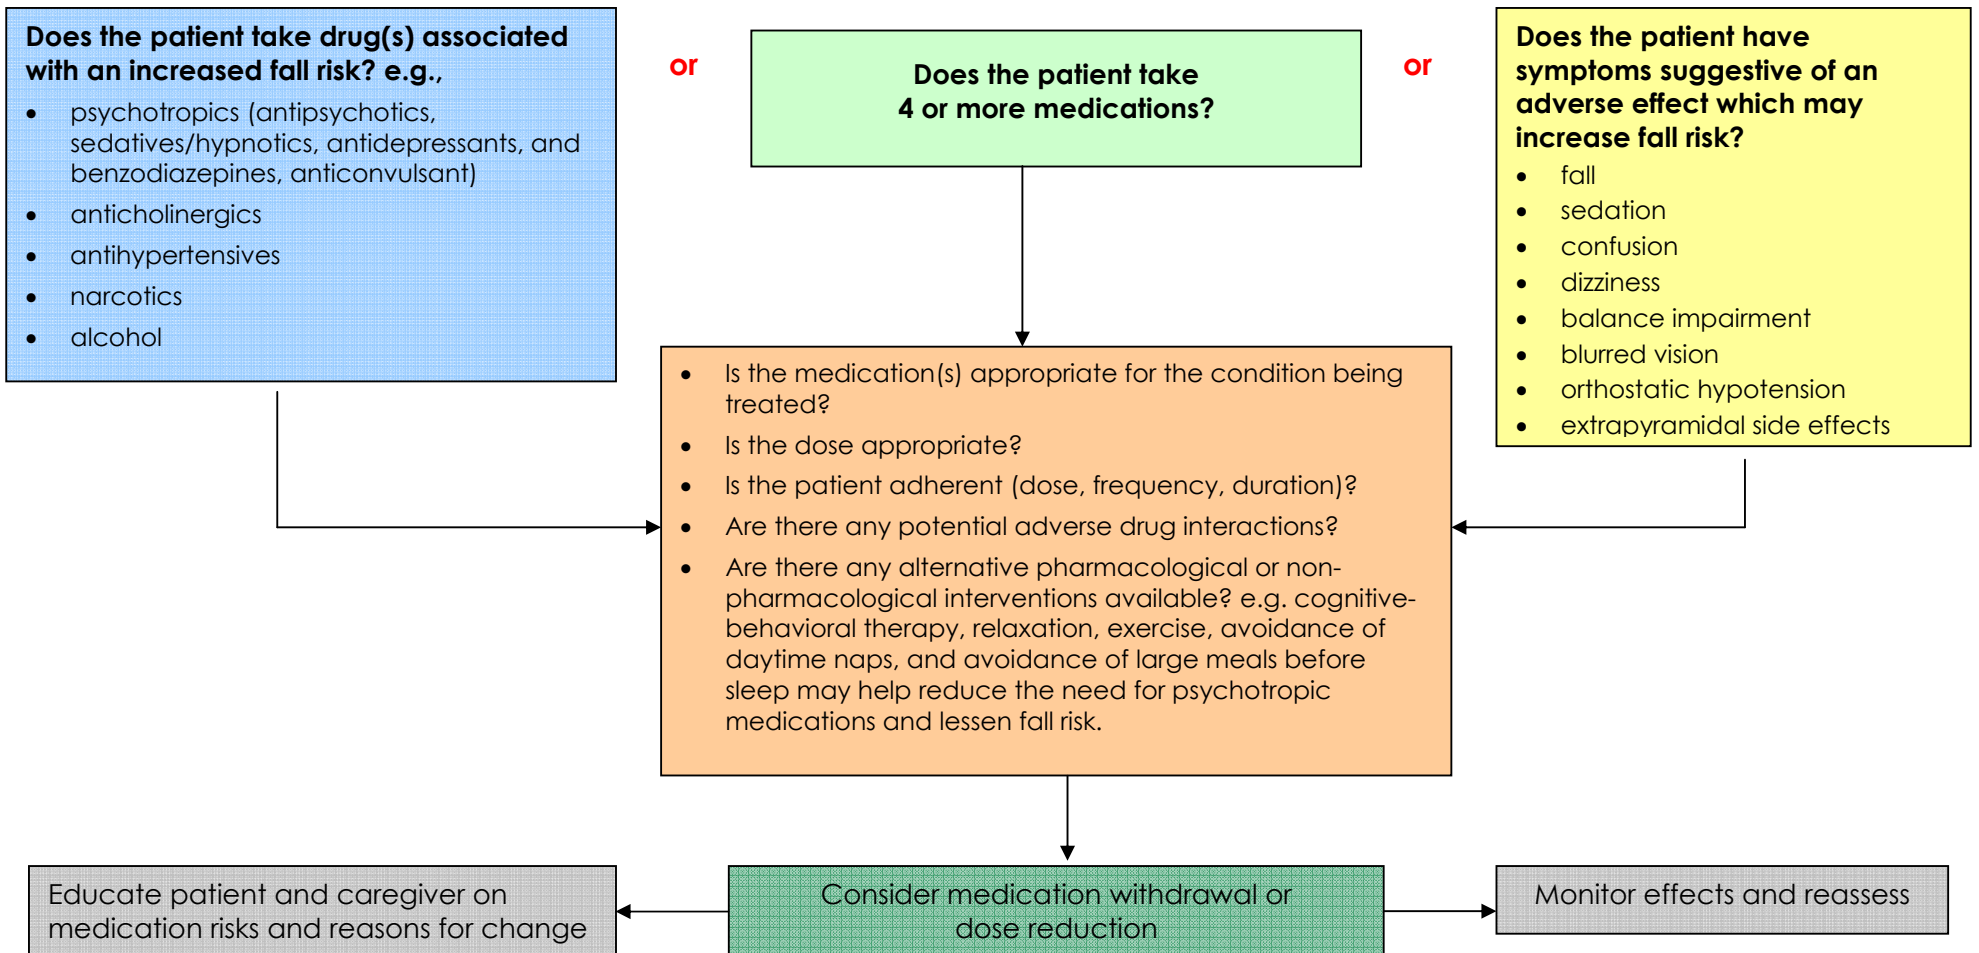 Does the patient take drug(s) associated
with an increased fall risk? e.g.,
• psychotropics (antipsychotics,
sedatives/hypnotics, antidepressants, and
benzodiazepines, anticonvulsant)
• anticholinergics
• antihypertensives
• narcotics
• alcohol
or
Does the patient take
4 or more medications?
or
Does the patient have
symptoms suggestive of an
adverse effect which may
increase fall risk?
• fall
• sedation
• confusion
• dizziness
• balance impairment
• blurred vision
• orthostatic hypotension
• extrapyramidal side effects
• Is the medication(s) appropriate for the condition being
treated?
• Is the dose appropriate?
• Is the patient adherent (dose, frequency, duration)?
• Are there any potential adverse drug interactions?
• Are there any alternative pharmacological or non-
pharmacological interventions available? e.g. cognitive-
behavioral therapy, relaxation, exercise, avoidance of
daytime naps, and avoidance of large meals before
sleep may help reduce the need for psychotropic
medications and lessen fall risk.
Educate patient and caregiver on
medication risks and reasons for change
Consider medication withdrawal or
dose reduction
Monitor effects and reassess